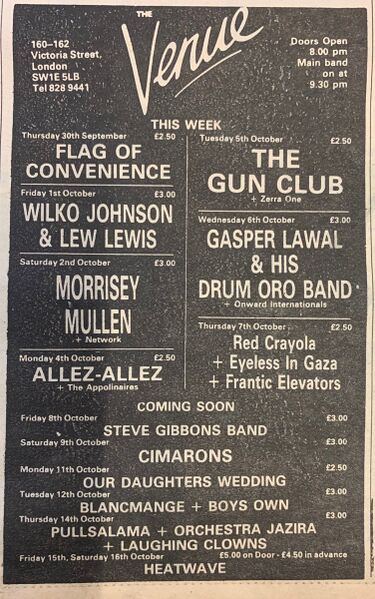 THE
Venue
160–162
Victoria Street,
London
SW1E 5LB
Tel 828 9441
Doors Open
8.00 pm
Main band
on at
9.30 pm
THIS WEEK
Thursday 30th September £2.50
FLAG OF
CONVENIENCE
Friday 1st October £3.00
WILKO JOHNSON
& LEW LEWIS
Saturday 2nd October £3.00
MORRISEY
MULLEN
+ Network
Monday 4th October £2.50
ALLEZ-ALLEZ
+ The Appolinaires
Tuesday 5th October £2.50
THE
GUN CLUB
+ Zerra One
Wednesday 6th October £3.00
GASPER LAWAL
& HIS
DRUM ORO BAND
+ Onward Internationals
Thursday 7th October £2.50
Red Crayola
+ Eyeless In Gaza
+ Frantic Elevators
COMING SOON
Friday 8th October £3.00
STEVE GIBBONS BAND
Saturday 9th October £3.00
CIMARONS
Monday 11th October £2.50
OUR DAUGHTERS WEDDING
Tuesday 12th October £3.00
BLANCMANGE + BOYS OWN
Thursday 14th October £3.00
PULLSALAMA + ORCHESTRA JAZIRA
+ LAUGHING CLOWNS
Friday 15th, Saturday 16th October £5.00 on Door - £4.50 in advance
HEATWAVE